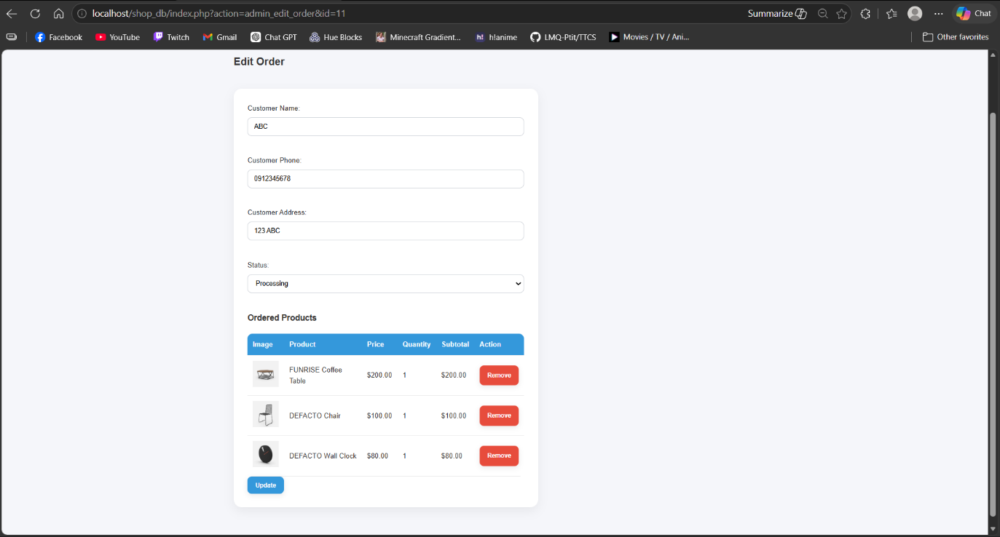 localhost/shop_db/index.php?action=admin_edit_order&id=11
Summarize
Chat
Facebook
YouTube
Twitch
Gmail
Chat GPT
Hue Blocks
Minecraft Gradient...
h! h!anime
LMQ-Ptit/TTCS
Movies / TV / Ani...
Other favorites
Edit Order
Customer Name:
ABC
Customer Phone:
0912345678
Customer Address:
123 ABC
Status:
Processing
Ordered Products
Image Product Price Quantity Subtotal Action
FUNRISE Coffee
Table
$200.00 1 $200.00 Remove
DEFACTO Chair $100.00 1 $100.00 Remove
DEFACTO Wall Clock $80.00 1 $80.00 Remove
Update